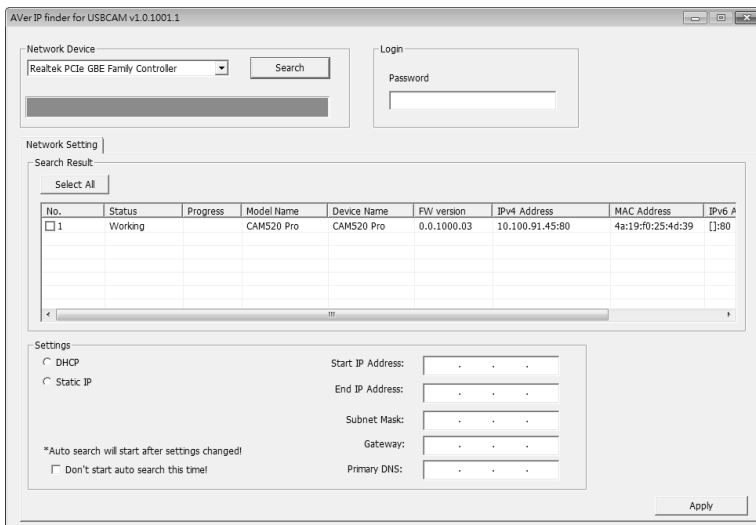 AVer IP finder for USBCAM v1.0.1001.1
Network Device
Realtek PCIe GBE Family Controller
Search
Login
Password
Network Setting
Search Result
Select All
No. Status Progress Model Name Device Name FW version IPv4 Address MAC Address IPv6 A
1 Working CAM520 Pro CAM520 Pro 0.0.1000.03 10.100.91.45:80 4a:19:f0:25:4d:39 []:80
Settings
DHCP
Static IP
Start IP Address: . . .
End IP Address: . . .
Subnet Mask: . . .
Gateway: . . .
Primary DNS: . . .
*Auto search will start after settings changed!
Don't start auto search this time!
Apply